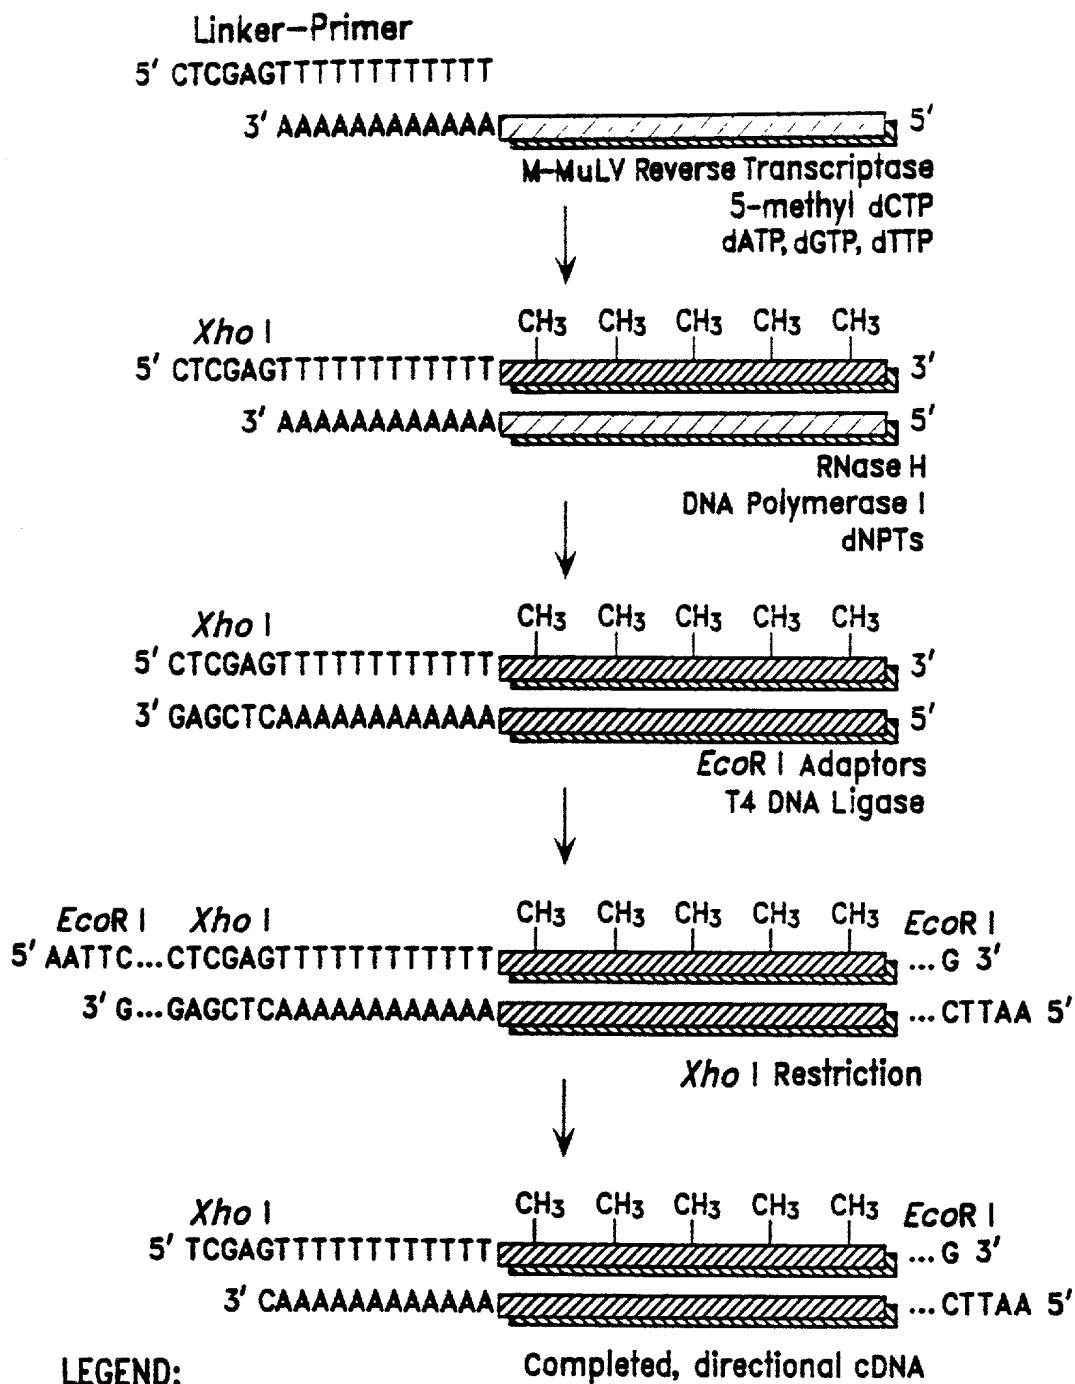 Linker-Primer
5' CTCGAGTTTTTTTTTTTT
3' AAAAAAAAAAAA 5'
M-MuLV Reverse Transcriptase
5-methyl dCTP
dATP, dGTP, dTTP
Xho I CH3 CH3 CH3 CH3 CH3
5' CTCGAGTTTTTTTTTTTT 3'
3' AAAAAAAAAAAA 5'
RNase H
DNA Polymerase I
dNPTs
Xho I CH3 CH3 CH3 CH3 CH3
5' CTCGAGTTTTTTTTTTTT 3'
3' GAGCTCAAAAAAAAAAAA 5'
EcoR I Adaptors
T4 DNA Ligase
EcoR I Xho I CH3 CH3 CH3 CH3 CH3 EcoR I
5' AATTC...CTCGAGTTTTTTTTTTTT ...G 3'
3' G...GAGCTCAAAAAAAAAAAA ...CTTAA 5'
Xho I Restriction
Xho I CH3 CH3 CH3 CH3 CH3 EcoR I
5' TCGAGTTTTTTTTTTTT ...G 3'
3' CAAAAAAAAAAAA ...CTTAA 5'
LEGEND: Completed, directional cDNA